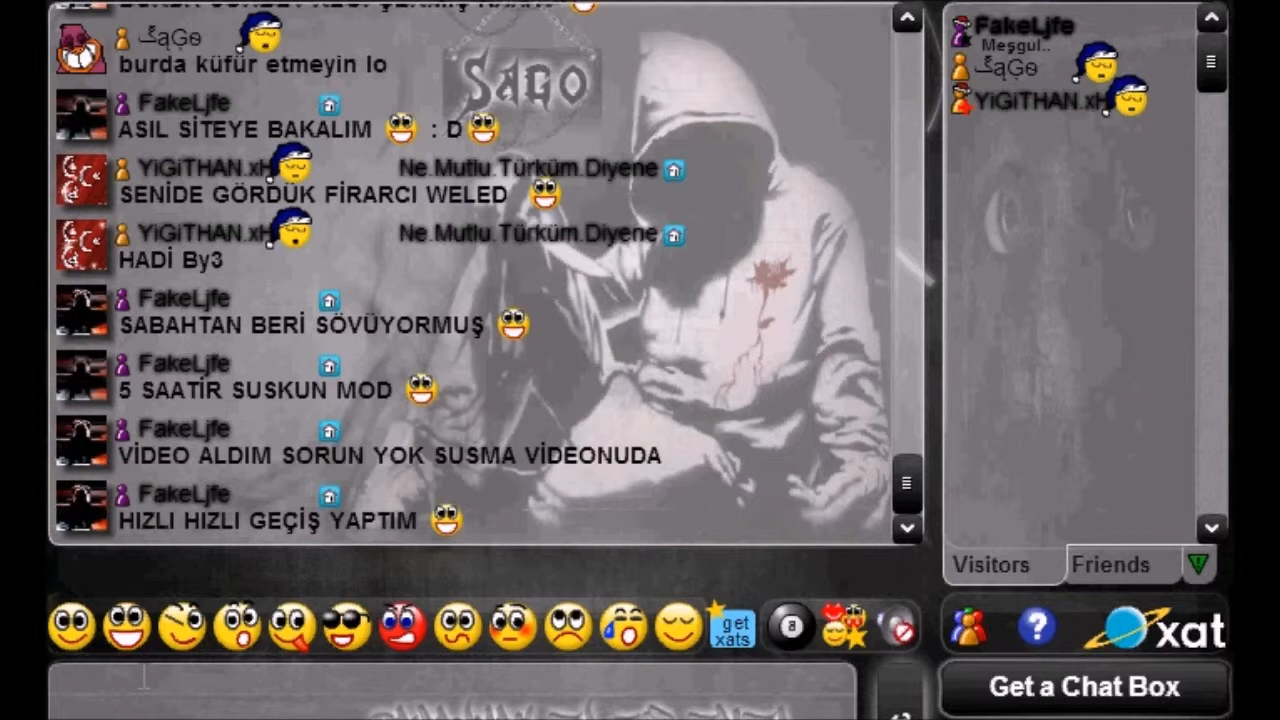 burda küfür etmeyin lo
FakeLjfe
ASIL SİTEYE BAKALIM : D
YiGiTHAN.xH Ne.Mutlu.Türküm.Diyene
SENİDE GÖRDÜK FİRARCI WELED
YiGiTHAN.xH Ne.Mutlu.Türküm.Diyene
HADİ By3
FakeLjfe
SABAHTAN BERİ SÖVÜYORMUŞ
FakeLjfe
5 SAATİR SUSKUN MOD
FakeLjfe
VİDEO ALDIM SORUN YOK SUSMA VİDEONUDA
FakeLjfe
HIZLI HIZLI GEÇİŞ YAPTIM
SAGO
FakeLjfe
Meşgul..
YiGiTHAN.xH
Visitors Friends
get
xats
8
?
xat
Get a Chat Box